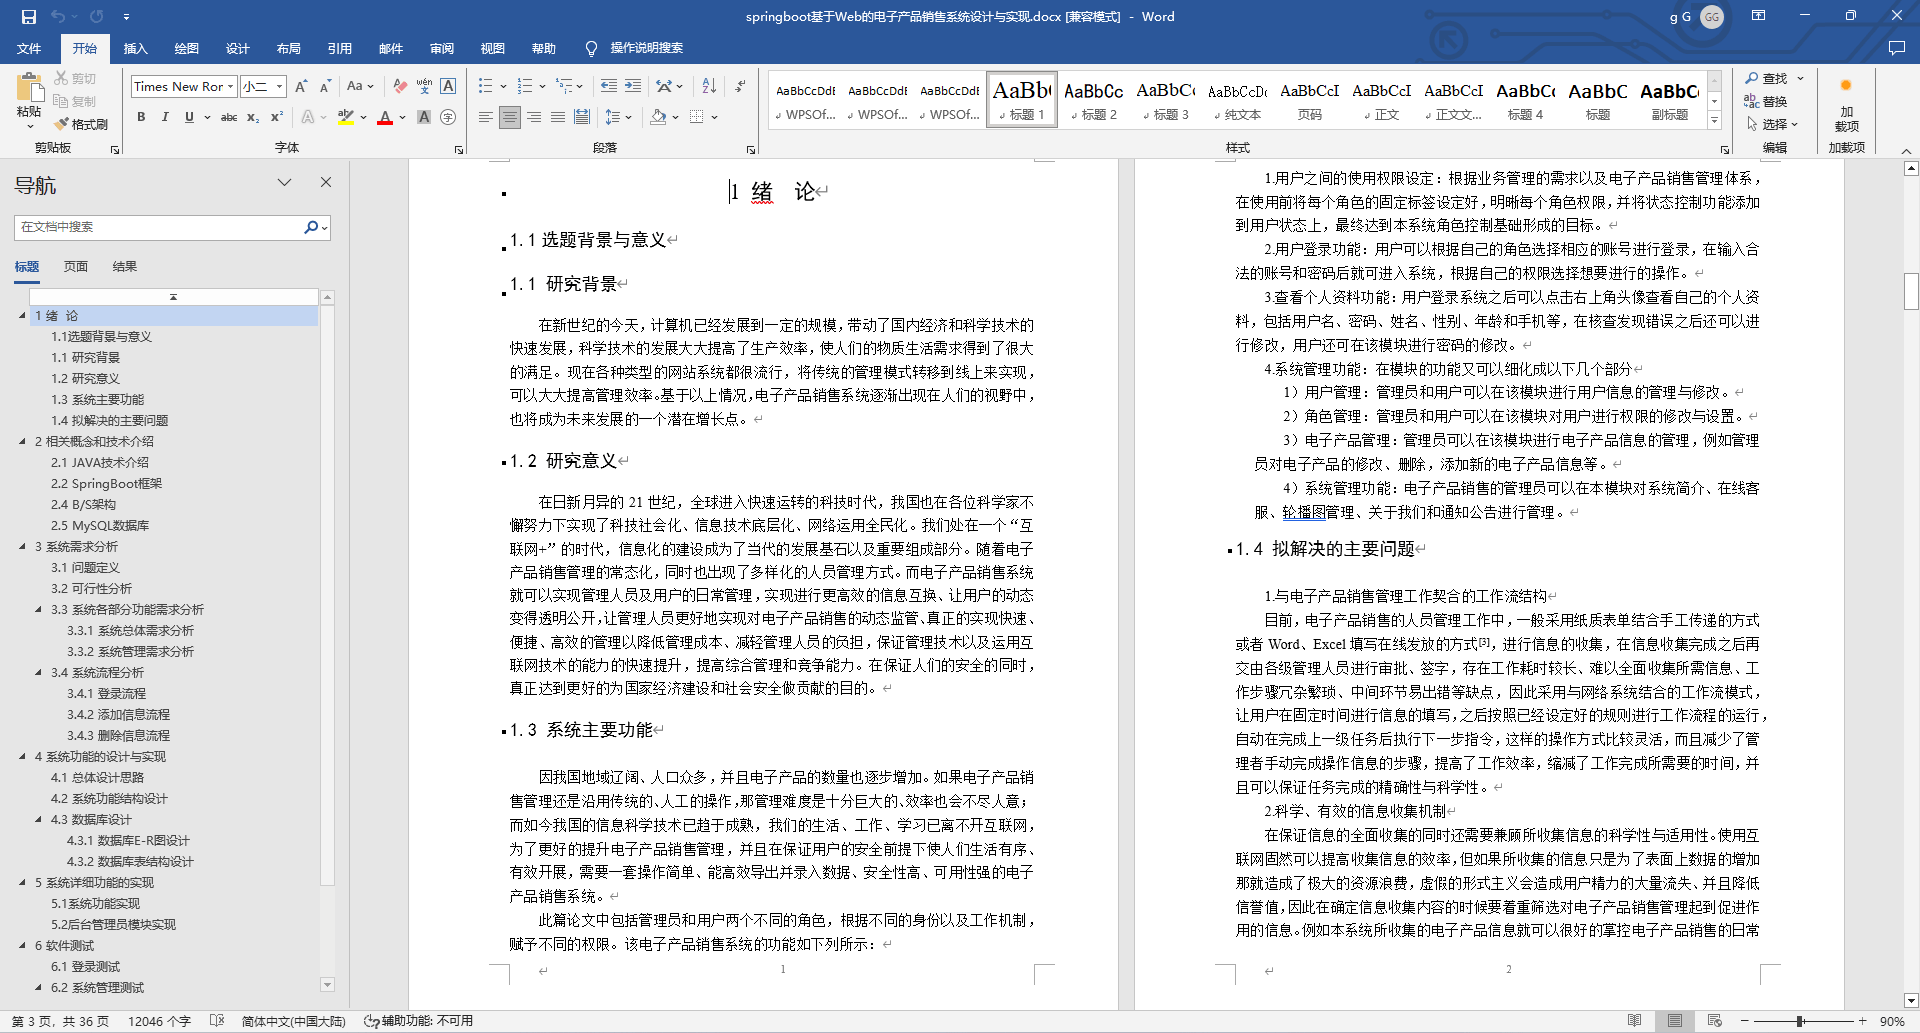 springboot基于Web的电子产品销售系统设计与实现.docx [兼容模式] - Word
g G GG
文件 开始 插入 绘图 设计 布局 引用 邮件 审阅 视图 帮助 操作说明搜索
粘贴 剪切 复制 格式刷
剪贴板
Times New Ror 小二
字体
段落
AaBbCcDdE WPSOf...
AaBbCcDdE WPSOf...
AaBbCcDdE WPSOf...
AaBb( 标题 1
AaBbCc 标题 2
AaBbC 标题 3
AaBbCcD( 纯文本
AaBbCcI 页码
AaBbCcI 正文
AaBbCcI 正文文...
AaBbC 标题 4
AaBbC 标题
AaBbC 副标题
样式
查找 替换 选择
编辑
加载项
加载项
导航
在文档中搜索
标题 页面 结果
1 绪 论
1.1选题背景与意义
1.1 研究背景
1.2 研究意义
1.3 系统主要功能
1.4 拟解决的主要问题
2 相关概念和技术介绍
2.1 JAVA技术介绍
2.2 SpringBoot框架
2.4 B/S架构
2.5 MySQL数据库
3 系统需求分析
3.1 问题定义
3.2 可行性分析
3.3 系统各部分功能需求分析
3.3.1 系统总体需求分析
3.3.2 系统管理需求分析
3.4 系统流程分析
3.4.1 登录流程
3.4.2 添加信息流程
3.4.3 删除信息流程
4 系统功能的设计与实现
4.1 总体设计思路
4.2 系统功能结构设计
4.3 数据库设计
4.3.1 数据库E-R图设计
4.3.2 数据库表结构设计
5 系统详细功能的实现
5.1系统功能实现
5.2后台管理员模块实现
6 软件测试
6.1 登录测试
6.2 系统管理测试
1 绪 论
1.1选题背景与意义
1.1 研究背景
在新世纪的今天，计算机已经发展到一定的规模，带动了国内经济和科学技术的
快速发展，科学技术的发展大大提高了生产效率，使人们的物质生活需求得到了很大
的满足。现在各种类型的网站系统都很流行，将传统的管理模式转移到线上来实现，
可以大大提高管理效率。基于以上情况，电子产品销售系统逐渐出现在人们的视野中，
也将成为未来发展的一个潜在增长点。
1.2 研究意义
在日新月异的 21 世纪，全球进入快速运转的科技时代，我国也在各位科学家不
懈努力下实现了科技社会化、信息技术底层化、网络运用全民化。我们处在一个“互
联网+”的时代，信息化的建设成为了当代的发展基石以及重要组成部分。随着电子
产品销售管理的常态化，同时也出现了多样化的人员管理方式。而电子产品销售系统
就可以实现管理人员及用户的日常管理，实现进行更高效的信息互换、让用户的动态
变得透明公开，让管理人员更好地实现对电子产品销售的动态监管、真正的实现快速、
便捷、高效的管理以降低管理成本、减轻管理人员的负担，保证管理技术以及运用互
联网技术的能力的快速提升，提高综合管理和竞争能力。在保证人们的安全的同时，
真正达到更好的为国家经济建设和社会安全做贡献的目的。
1.3 系统主要功能
因我国地域辽阔、人口众多，并且电子产品的数量也逐步增加。如果电子产品销
售管理还是沿用传统的、人工的操作，那管理难度是十分巨大的、效率也会不尽人意；
而如今我国的信息科学技术已趋于成熟，我们的生活、工作、学习已离不开互联网，
为了更好的提升电子产品销售管理，并且在保证用户的安全前提下使人们生活有序、
有效开展，需要一套操作简单、能高效导出并录入数据、安全性高、可用性强的电子
产品销售系统。
此篇论文中包括管理员和用户两个不同的角色，根据不同的身份以及工作机制，
赋予不同的权限。该电子产品销售系统的功能如下列所示：
1
1.用户之间的使用权限设定：根据业务管理的需求以及电子产品销售管理体系，
在使用前将每个角色的固定标签设定好，明晰每个角色权限，并将状态控制功能添加
到用户状态上，最终达到本系统角色控制基础形成的目标。
2.用户登录功能：用户可以根据自己的角色选择相应的账号进行登录，在输入合
法的账号和密码后就可进入系统，根据自己的权限选择想要进行的操作。
3.查看个人资料功能：用户登录系统之后可以点击右上角头像查看自己的个人资
料，包括用户名、密码、姓名、性别、年龄和手机等，在核查发现错误之后还可以进
行修改，用户还可在该模块进行密码的修改。
4.系统管理功能：在模块的功能又可以细化成以下几个部分
1）用户管理：管理员和用户可以在该模块进行用户信息的管理与修改。
2）角色管理：管理员和用户可以在该模块对用户进行权限的修改与设置。
3）电子产品管理：管理员可以在该模块进行电子产品信息的管理，例如管理
员对电子产品的修改、删除，添加新的电子产品信息等。
4）系统管理功能：电子产品销售的管理员可以在本模块对系统简介、在线客
服、轮播图管理、关于我们和通知公告进行管理。
1.4 拟解决的主要问题
1.与电子产品销售管理工作契合的工作流结构
目前，电子产品销售的人员管理工作中，一般采用纸质表单结合手工传递的方式
或者 Word、Excel 填写在线发放的方式[3]，进行信息的收集，在信息收集完成之后再
交由各级管理人员进行审批、签字，存在工作耗时较长、难以全面收集所需信息、工
作步骤冗杂繁琐、中间环节易出错等缺点，因此采用与网络系统结合的工作流模式，
让用户在固定时间进行信息的填写，之后按照已经设定好的规则进行工作流程的运行，
自动在完成上一级任务后执行下一步指令，这样的操作方式比较灵活，而且减少了管
理者手动完成操作信息的步骤，提高了工作效率，缩减了工作完成所需要的时间，并
且可以保证任务完成的精确性与科学性。
2.科学、有效的信息收集机制
在保证信息的全面收集的同时还需要兼顾所收集信息的科学性与适用性。使用互
联网固然可以提高收集信息的效率，但如果所收集的信息只是为了表面上数据的增加
那就造成了极大的资源浪费，虚假的形式主义会造成用户精力的大量流失、并且降低
信誉值，因此在确定信息收集内容的时候要着重筛选对电子产品销售管理起到促进作
用的信息。例如本系统所收集的电子产品信息就可以很好的掌控电子产品销售的日常
2
第 3 页，共 36 页 12046 个字 简体中文(中国大陆) 辅助功能: 不可用 90%